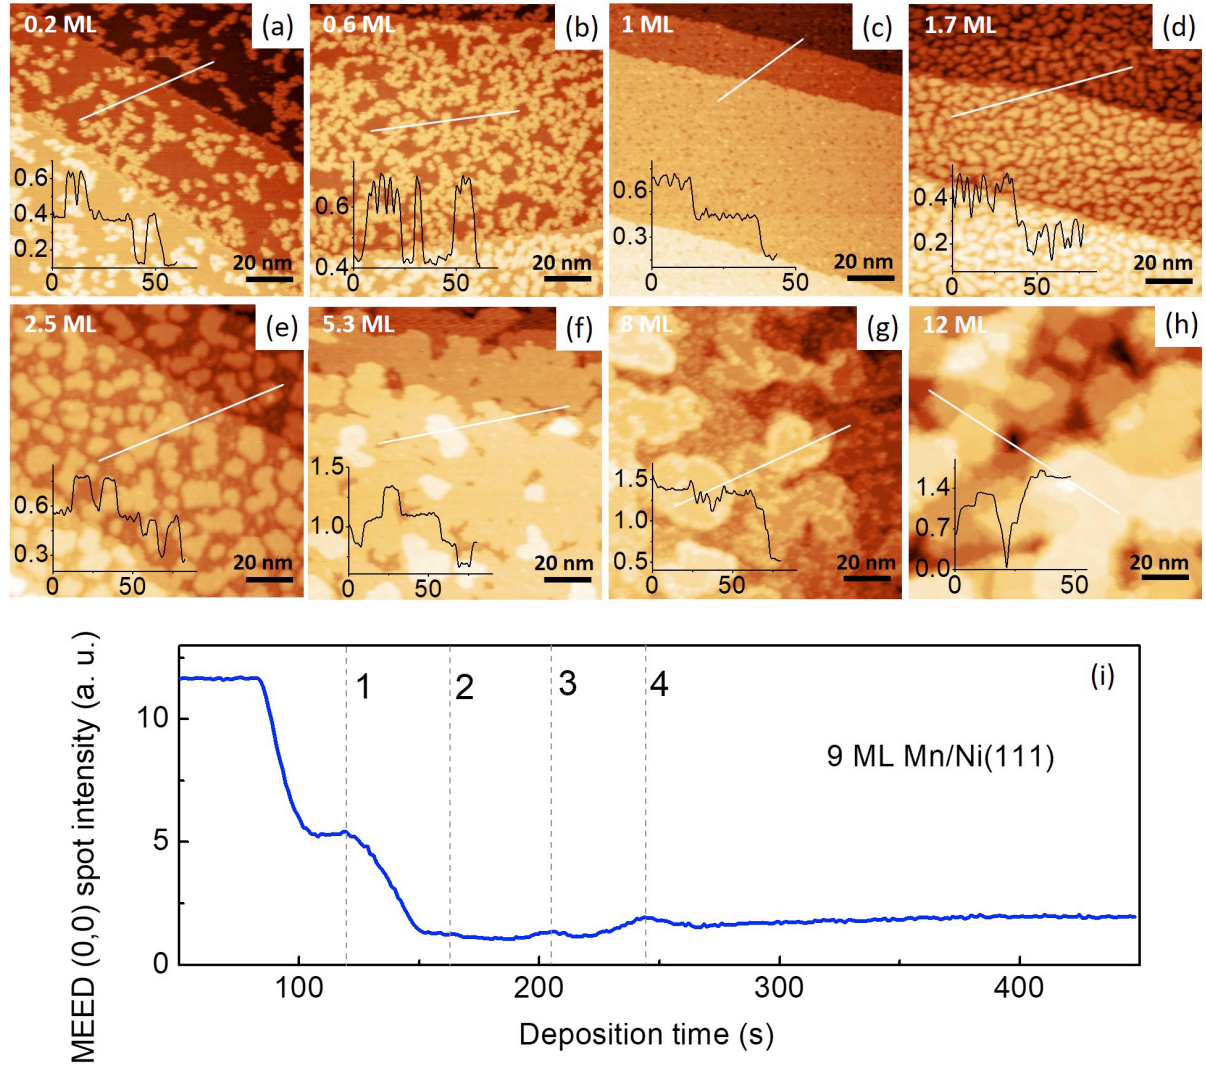 0.2 ML
(a)
0.6
0.4
0.2
0
50
20 nm
0.6 ML
(b)
0.6
0.4
0
50
20 nm
1 ML
(c)
0.6
0.3
0
50
20 nm
1.7 ML
(d)
0.4
0.2
0
50
20 nm
2.5 ML
(e)
0.6
0.3
0
50
20 nm
5.3 ML
(f)
1.5
1.0
0
50
20 nm
8 ML
(g)
1.5
1.0
0.5
0
50
20 nm
12 ML
(h)
1.4
0.7
0.0
0
50
20 nm
MEED (0,0) spot intensity (a. u.)
10
5
0
1
2
3
4
(i)
9 ML Mn/Ni(111)
100
200
300
400
Deposition time (s)